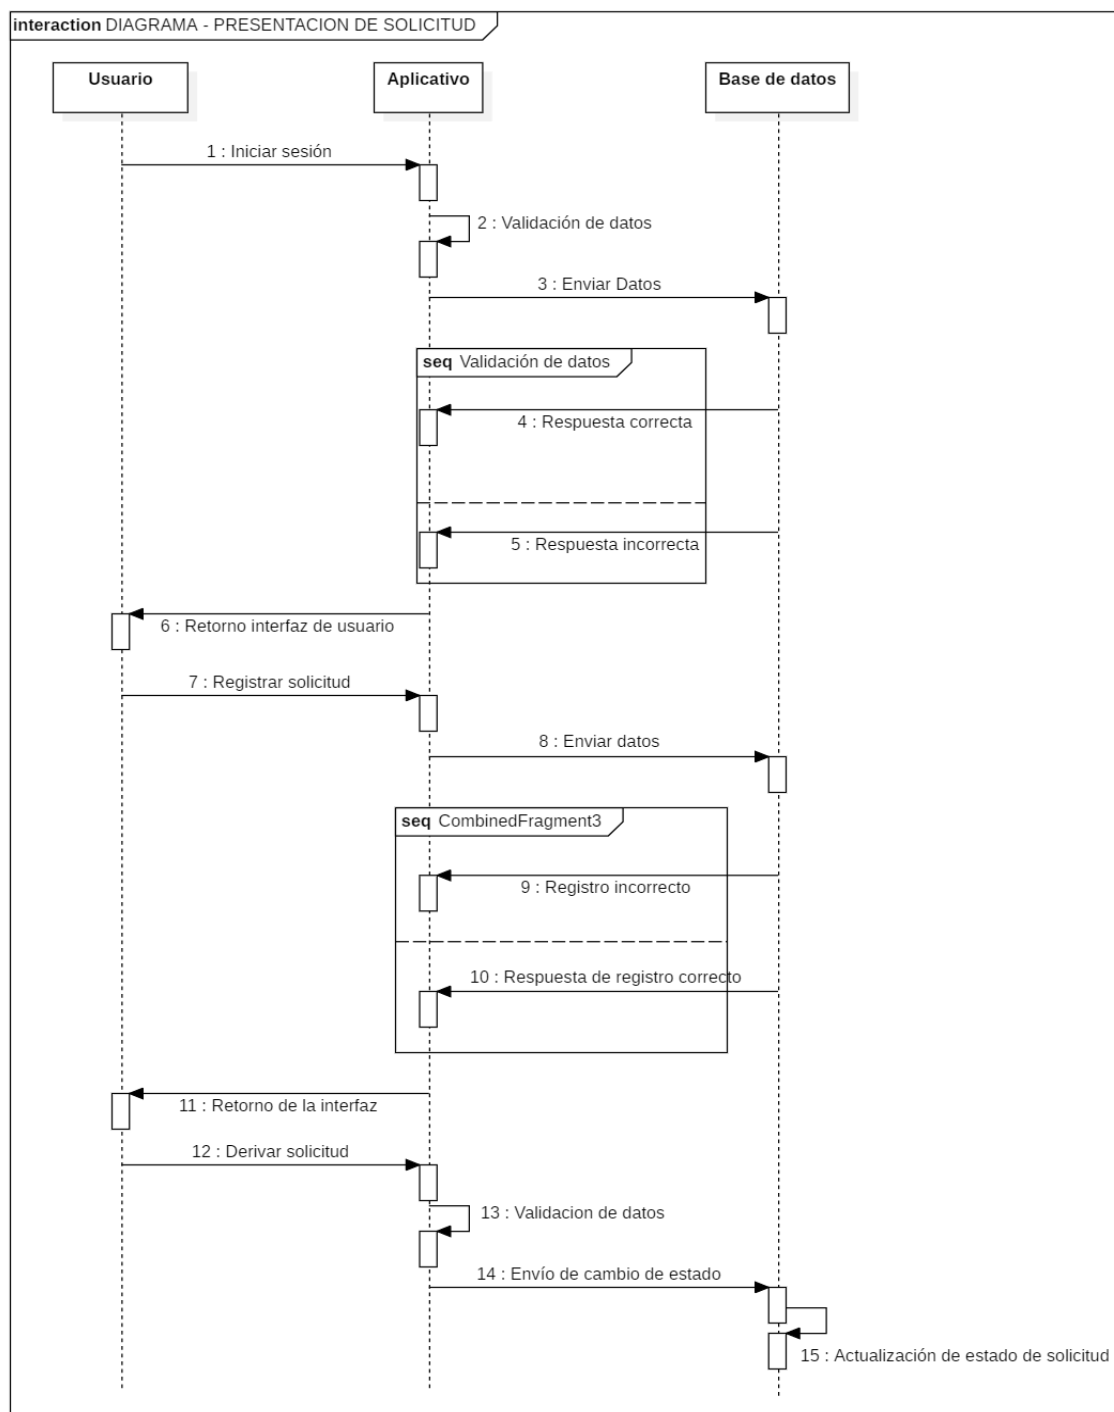 interaction DIAGRAMA - PRESENTACION DE SOLICITUD
Usuario
Aplicativo
Base de datos
1 : Iniciar sesión
2 : Validación de datos
3 : Enviar Datos
seq Validación de datos
4 : Respuesta correcta
5 : Respuesta incorrecta
6 : Retorno interfaz de usuario
7 : Registrar solicitud
8 : Enviar datos
seq CombinedFragment3
9 : Registro incorrecto
10 : Respuesta de registro correcto
11 : Retorno de la interfaz
12 : Derivar solicitud
13 : Validacion de datos
14 : Envío de cambio de estado
15 : Actualización de estado de solicitud